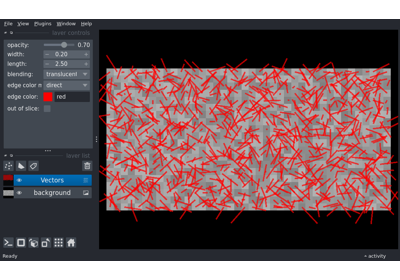 File View Plugins Window Help
layer controls
opacity: 0.70
width: 0.20
length: 2.50
blending: translucent
edge color m direct
edge color: red
out of slice:
layer list
Vectors
background
Ready
activity